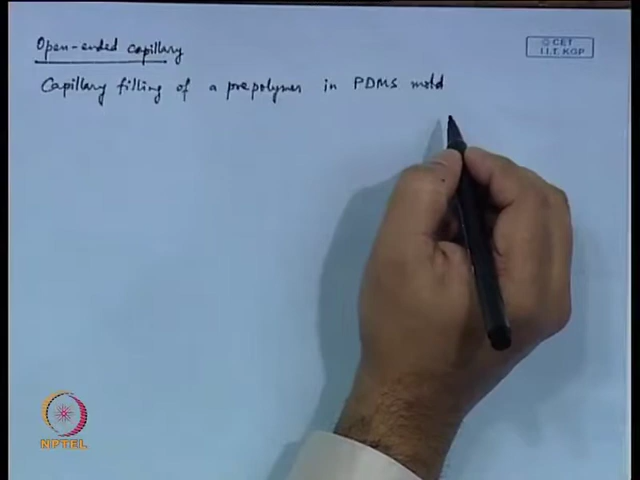 Open-ended capillary
© CET
I.I.T. KGP
Capillary filling of a prepolymer in PDMS mold
NPTEL